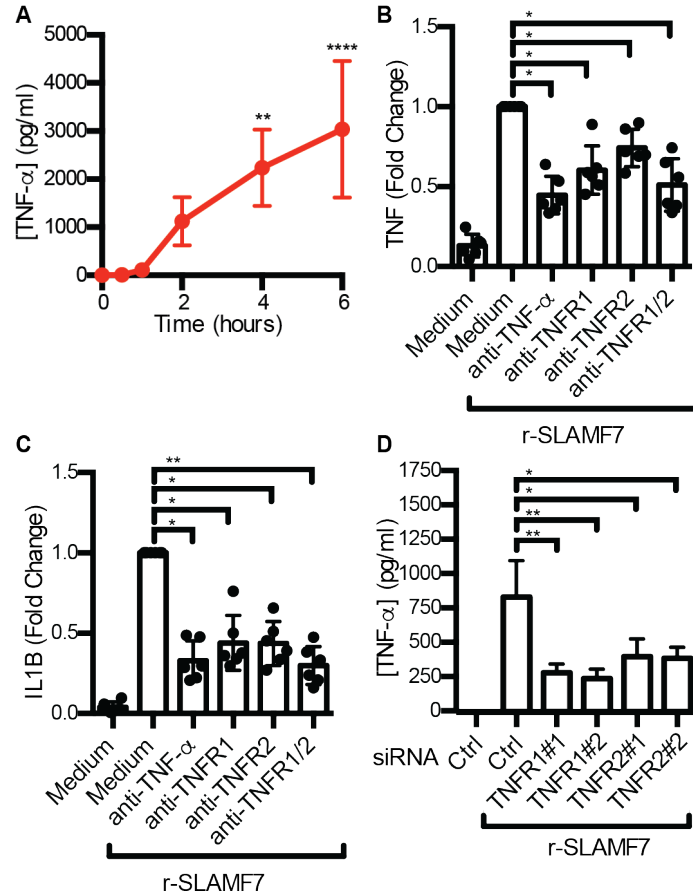 A
[TNF-α] (pg/ml)
5000
4000
3000
2000
1000
0
**
****
0 2 4 6
Time (hours)
B
TNF (Fold Change)
1.5
1.0
0.5
0.0
*
*
*
*
Medium
Medium
anti-TNF-α
anti-TNFR1
anti-TNFR2
anti-TNFR1/2
r-SLAMF7
C
IL1B (Fold Change)
1.5
1.0
0.5
0.0
**
*
*
*
Medium
Medium
anti-TNF-α
anti-TNFR1
anti-TNFR2
anti-TNFR1/2
r-SLAMF7
D
[TNF-α] (pg/ml)
1750
1500
1250
1000
750
500
250
0
*
*
**
**
siRNA
Ctrl
Ctrl
TNFR1#1
TNFR1#2
TNFR2#1
TNFR2#2
r-SLAMF7